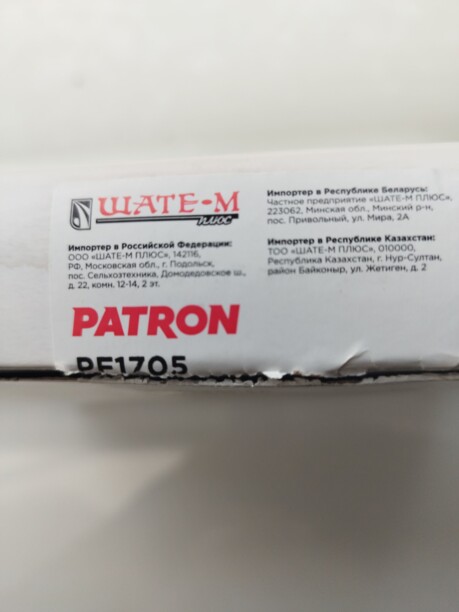 ШАТЕ-М
ПЛЮС
Импортер в Российской Федерации:
ООО «ШАТЕ-М ПЛЮС», 142116,
РФ, Московская обл., г. Подольск,
пос. Сельхозтехника, Домодедовское ш.,
д. 22, комн. 12-14, 2 эт.
Импортер в Республике Беларусь:
Частное предприятие «ШАТЕ-М ПЛЮС»,
223062, Минская обл., Минский р-н,
пос. Привольный, ул. Мира, 2А
Импортер в Республике Казахстан:
ТОО «ШАТЕ-М ПЛЮС», 010000,
Республика Казахстан, г. Нур-Султан,
район Байконыр, ул. Жетиген, д. 2
PATRON
PF1705